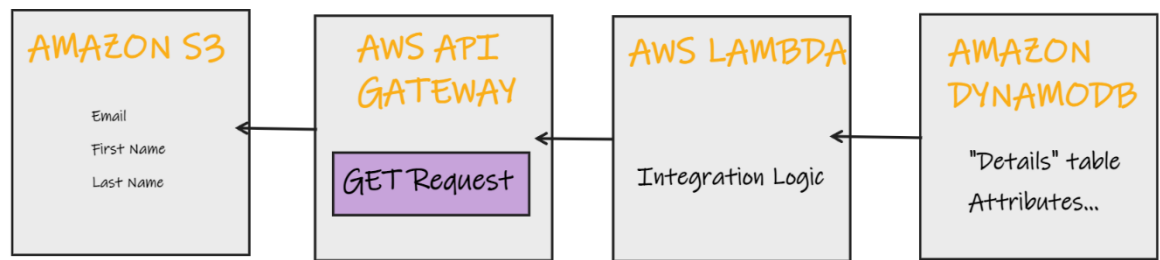 AMAZON S3
Email
First Name
Last Name
AWS API
GATEWAY
GET Request
AWS LAMBDA
Integration Logic
AMAZON
DYNAMODB
"Details" table
Attributes...